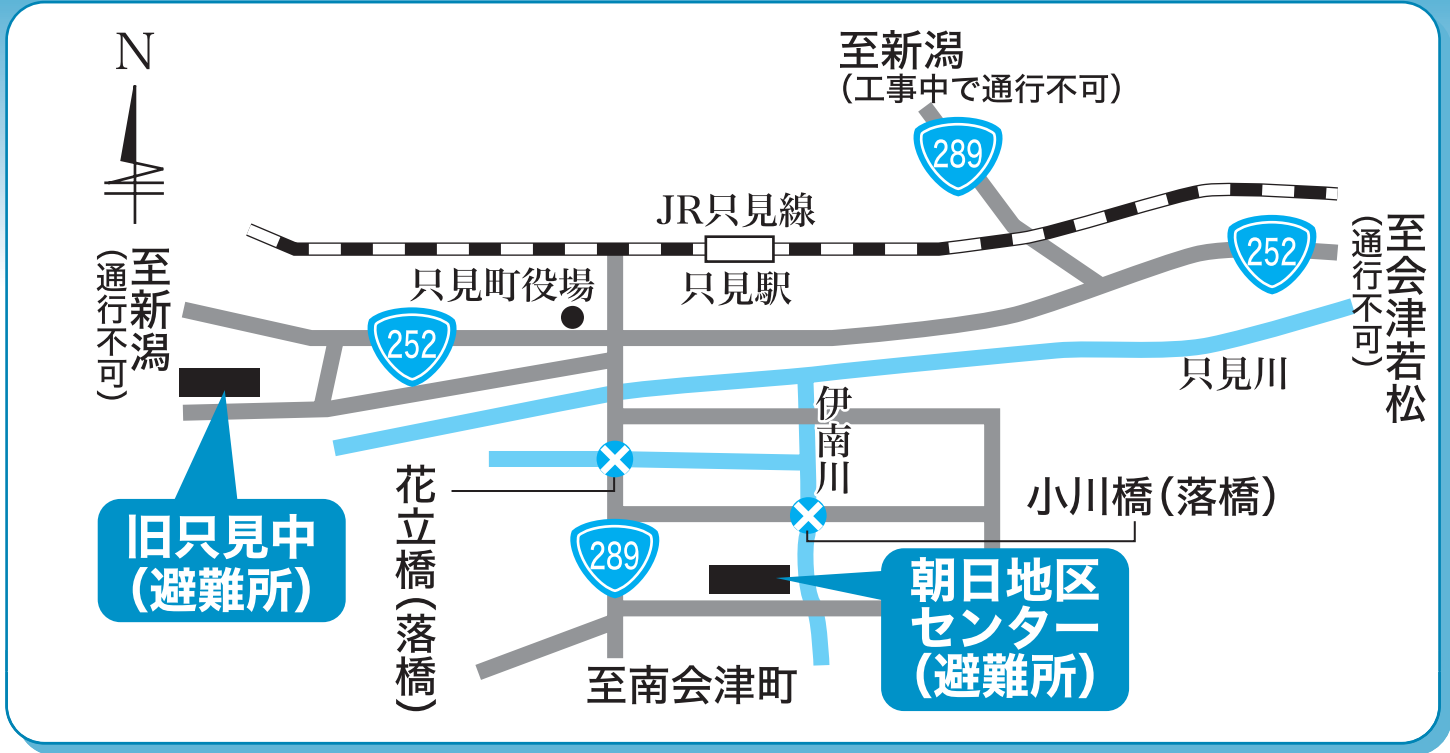 N
至新潟
（工事中で通行不可）
289
JR只見線
252
至会津若松
（通行不可）
至新潟
（通行不可）
只見町役場
只見駅
252
只見川
伊南川
花立橋（落橋）
小川橋（落橋）
旧只見中
（避難所）
289
朝日地区
センター
（避難所）
至南会津町